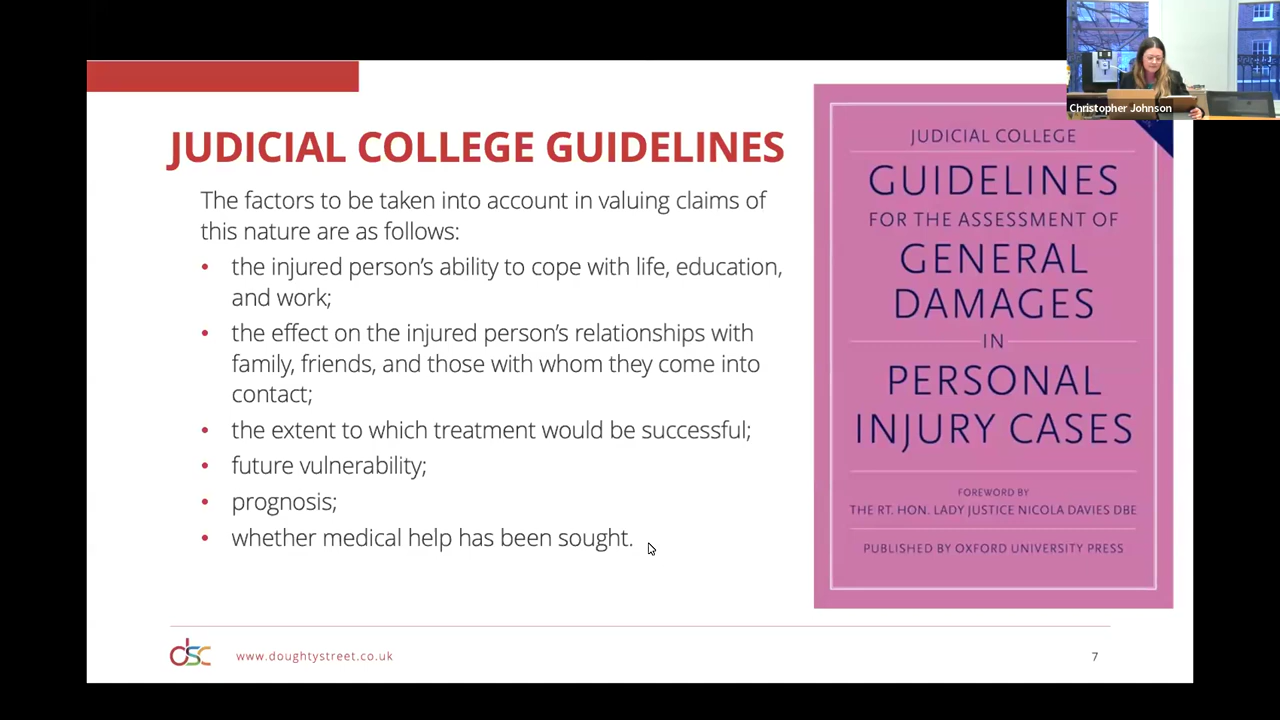 Christopher Johnson
JUDICIAL COLLEGE GUIDELINES
The factors to be taken into account in valuing claims of
this nature are as follows:
• the injured person’s ability to cope with life, education,
and work;
• the effect on the injured person’s relationships with
family, friends, and those with whom they come into
contact;
• the extent to which treatment would be successful;
• future vulnerability;
• prognosis;
• whether medical help has been sought.
JUDICIAL COLLEGE
GUIDELINES
FOR THE ASSESSMENT OF
GENERAL
DAMAGES
IN
PERSONAL
INJURY CASES
FOREWORD BY
THE RT. HON. LADY JUSTICE NICOLA DAVIES DBE
PUBLISHED BY OXFORD UNIVERSITY PRESS
dsc
www.doughtystreet.co.uk
7